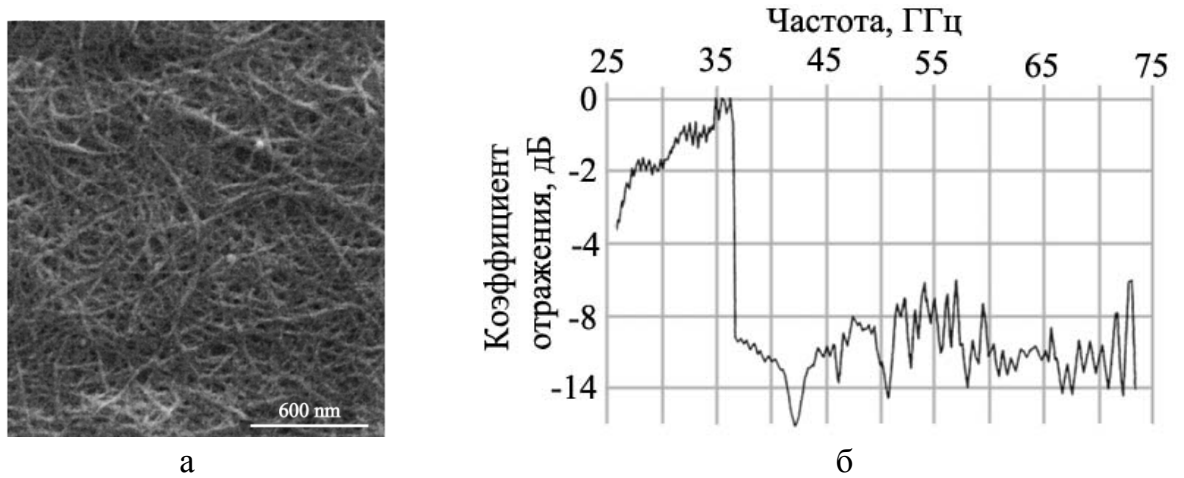 600 nm
а
Частота, ГГц
25 35 45 55 65 75
Коэффициент
отражения, дБ
0
-2
-4
-8
-14
б